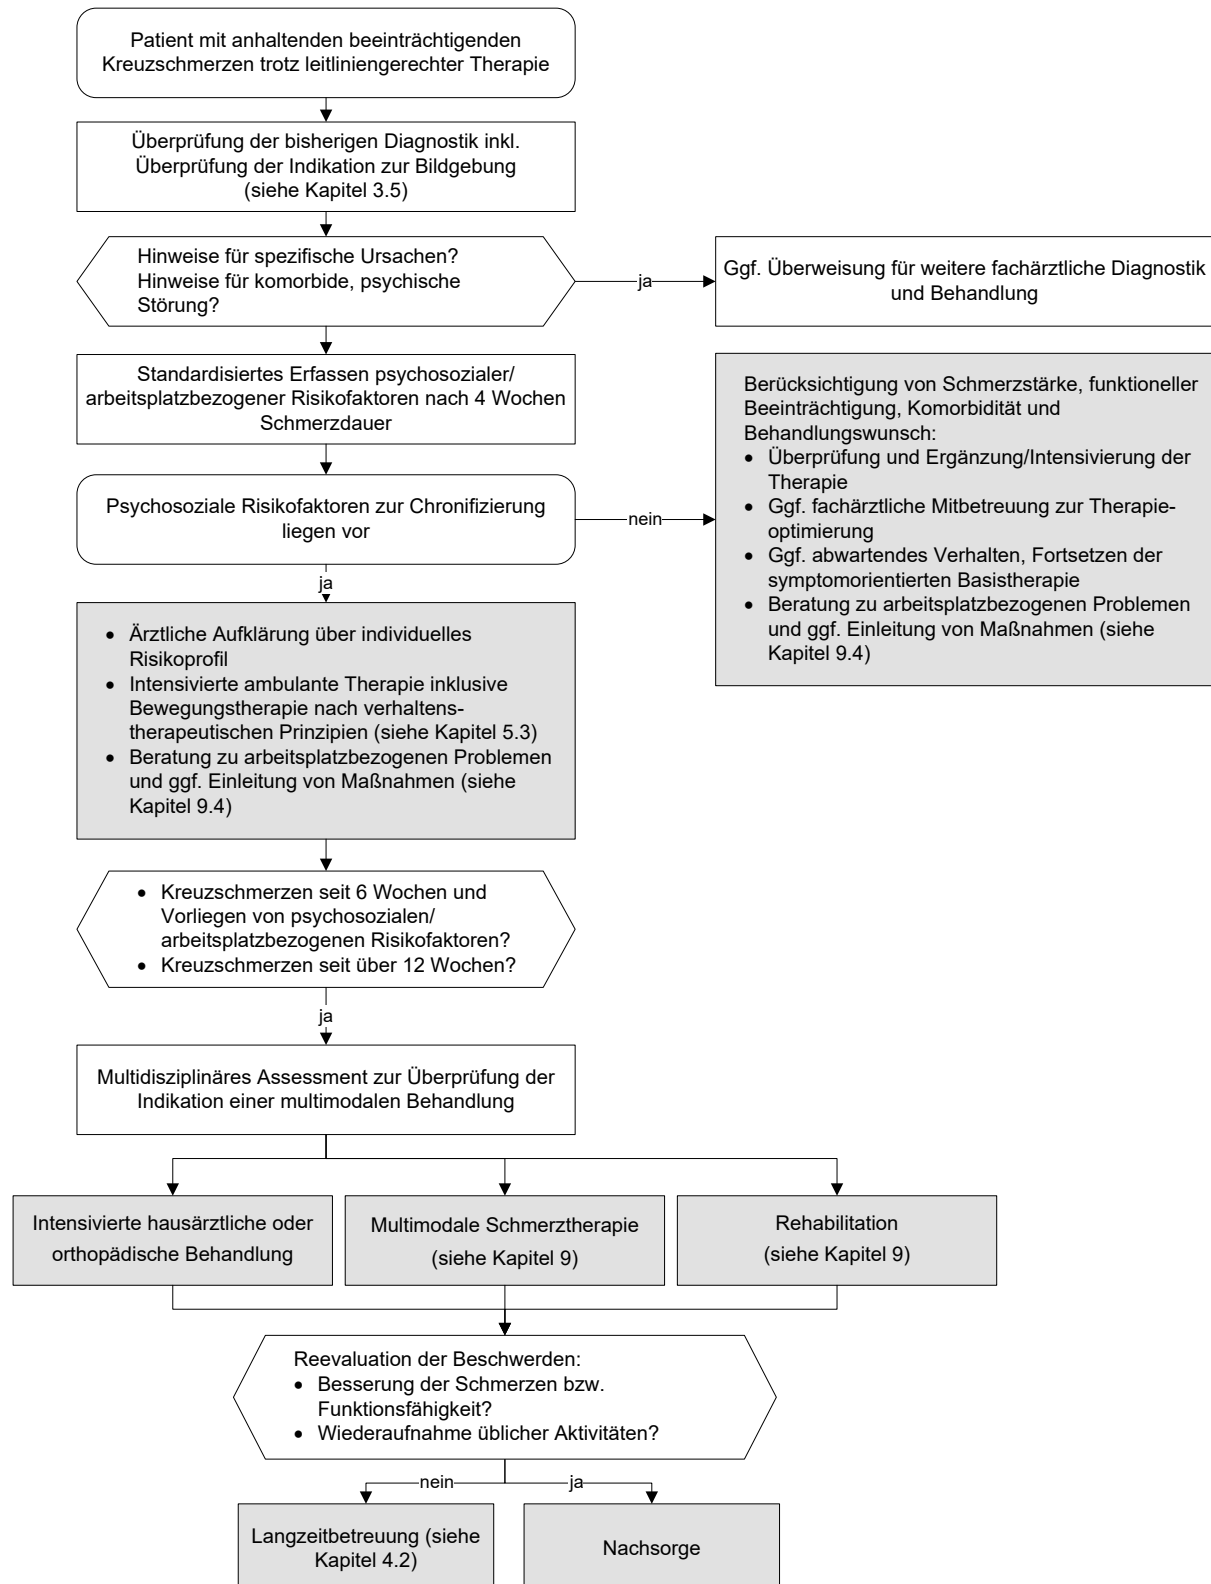 Patient mit anhaltenden beeinträchtigenden
Kreuzschmerzen trotz leitliniengerechter Therapie
Überprüfung der bisherigen Diagnostik inkl.
Überprüfung der Indikation zur Bildgebung
(siehe Kapitel 3.5)
Hinweise für spezifische Ursachen?
Hinweise für komorbide, psychische
Störung?
ja
Ggf. Überweisung für weitere fachärztliche Diagnostik
und Behandlung
Standardisiertes Erfassen psychosozialer/
arbeitsplatzbezogener Risikofaktoren nach 4 Wochen
Schmerzdauer
Psychosoziale Risikofaktoren zur Chronifizierung
liegen vor
nein
Berücksichtigung von Schmerzstärke, funktioneller
Beeinträchtigung, Komorbidität und
Behandlungswunsch:
• Überprüfung und Ergänzung/Intensivierung der
Therapie
• Ggf. fachärztliche Mitbetreuung zur Therapie-
optimierung
• Ggf. abwartendes Verhalten, Fortsetzen der
symptomorientierten Basistherapie
• Beratung zu arbeitsplatzbezogenen Problemen
und ggf. Einleitung von Maßnahmen (siehe
Kapitel 9.4)
ja
• Ärztliche Aufklärung über individuelles
Risikoprofil
• Intensivierte ambulante Therapie inklusive
Bewegungstherapie nach verhaltens-
therapeutischen Prinzipien (siehe Kapitel 5.3)
• Beratung zu arbeitsplatzbezogenen Problemen
und ggf. Einleitung von Maßnahmen (siehe
Kapitel 9.4)
• Kreuzschmerzen seit 6 Wochen und
Vorliegen von psychosozialen/
arbeitsplatzbezogenen Risikofaktoren?
• Kreuzschmerzen seit über 12 Wochen?
ja
Multidisziplinäres Assessment zur Überprüfung der
Indikation einer multimodalen Behandlung
Intensivierte hausärztliche oder
orthopädische Behandlung
Multimodale Schmerztherapie
(siehe Kapitel 9)
Rehabilitation
(siehe Kapitel 9)
Reevaluation der Beschwerden:
• Besserung der Schmerzen bzw.
Funktionsfähigkeit?
• Wiederaufnahme üblicher Aktivitäten?
nein
ja
Langzeitbetreuung (siehe
Kapitel 4.2)
Nachsorge